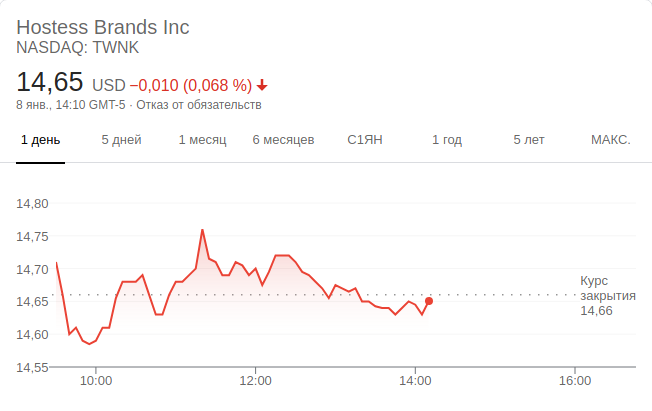 Hostess Brands Inc
NASDAQ: TWNK
14,65 USD −0,010 (0,068 %)
8 янв., 14:10 GMT-5 · Отказ от обязательств
1 день 5 дней 1 месяц 6 месяцев С1ЯН 1 год 5 лет МАКС.
14,80
14,75
14,70
14,65
14,60
14,55
Курс
закрытия
14,66
10:00 12:00 14:00 16:00